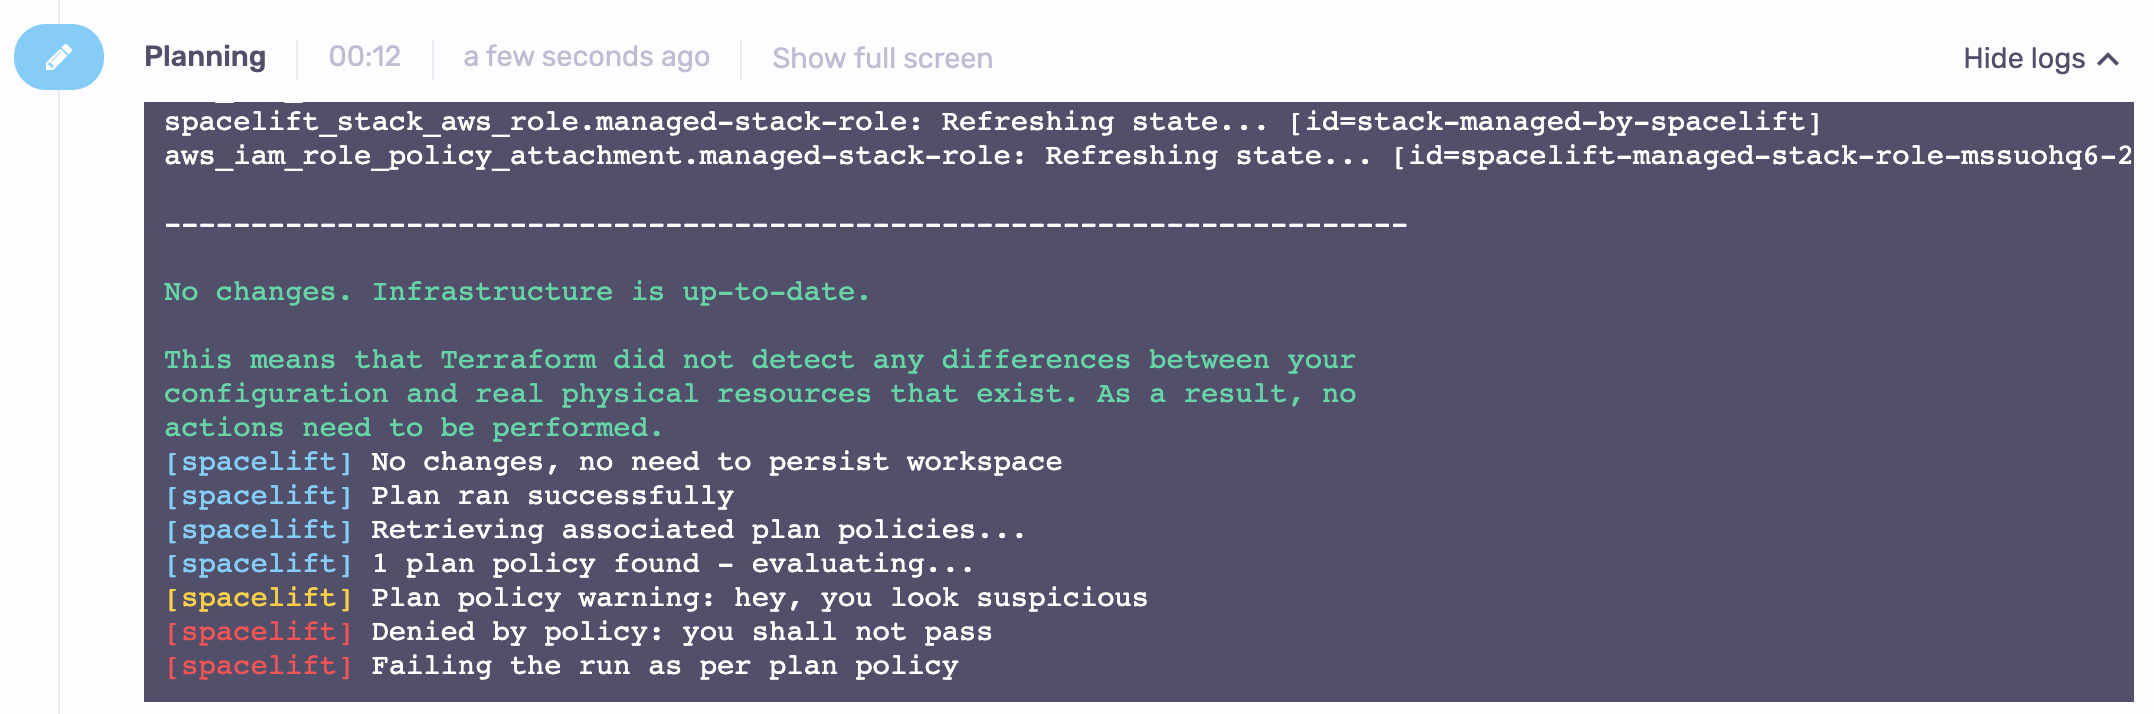 Planning 00:12 a few seconds ago Show full screen Hide logs
spacelift_stack_aws_role.managed-stack-role: Refreshing state... [id=stack-managed-by-spacelift]
aws_iam_role_policy_attachment.managed-stack-role: Refreshing state... [id=spacelift-managed-stack-role-mssuohq6-2
------------------------------------------------------------------------
No changes. Infrastructure is up-to-date.
This means that Terraform did not detect any differences between your
configuration and real physical resources that exist. As a result, no
actions need to be performed.
[spacelift] No changes, no need to persist workspace
[spacelift] Plan ran successfully
[spacelift] Retrieving associated plan policies...
[spacelift] 1 plan policy found - evaluating...
[spacelift] Plan policy warning: hey, you look suspicious
[spacelift] Denied by policy: you shall not pass
[spacelift] Failing the run as per plan policy